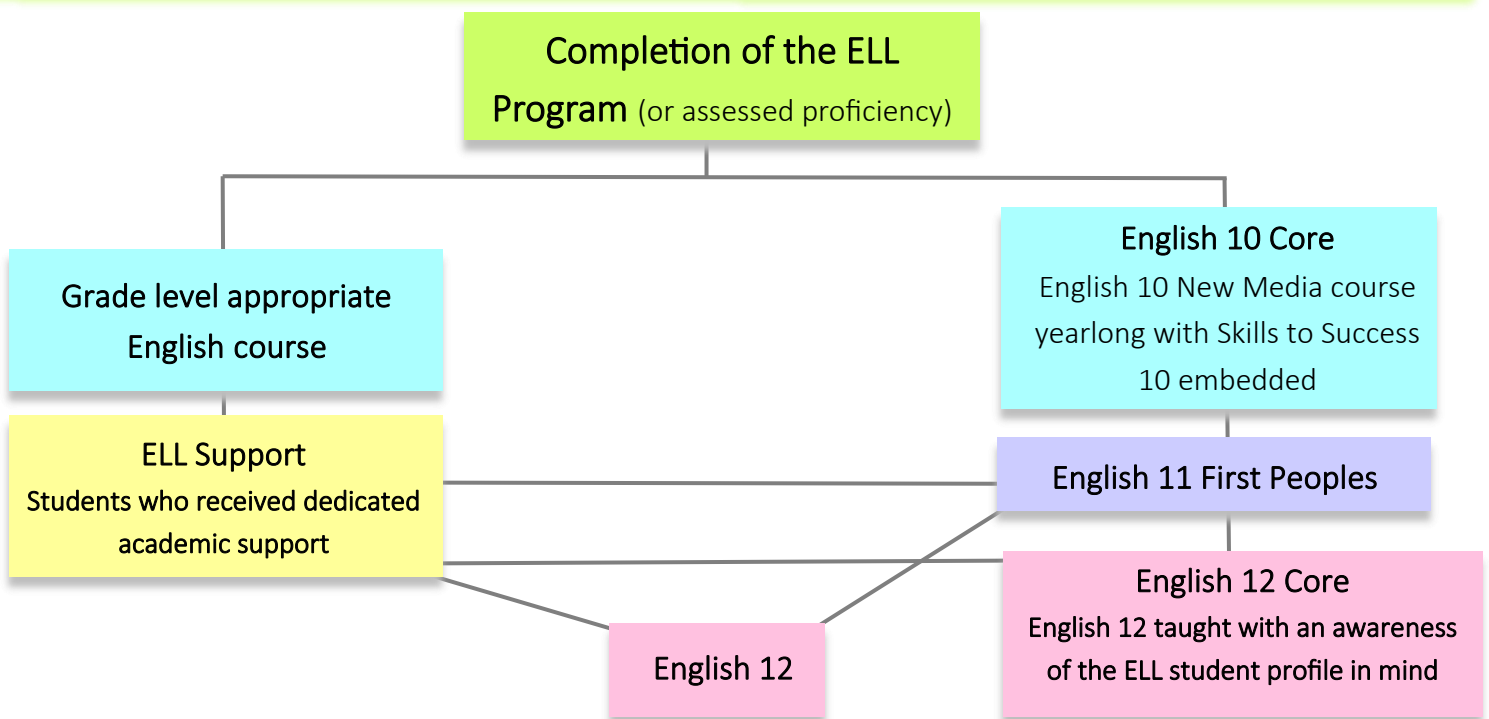 Completion of the ELL
Program (or assessed proficiency)
Grade level appropriate
English course
English 10 Core
English 10 New Media course
yearlong with Skills to Success
10 embedded
ELL Support
Students who received dedicated
academic support
English 11 First Peoples
English 12
English 12 Core
English 12 taught with an awareness
of the ELL student profile in mind